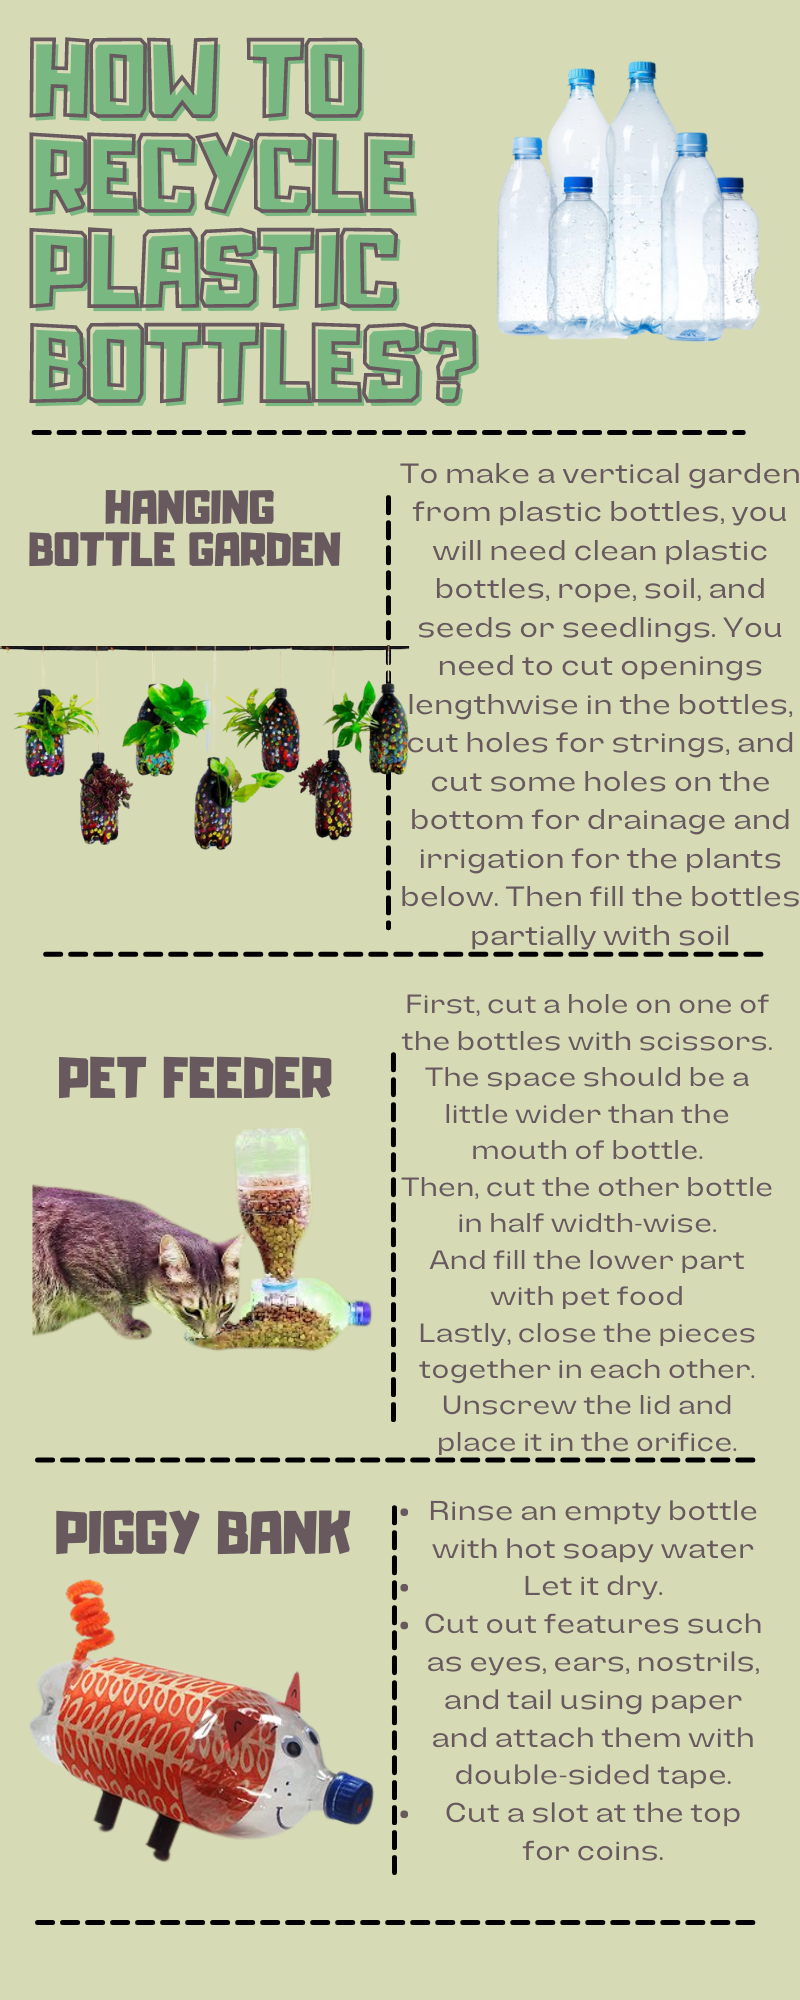 HOW TO
RECYCLE
PLASTIC
BOTTLES?
HANGING
BOTTLE GARDEN
To make a vertical garden
from plastic bottles, you
will need clean plastic
bottles, rope, soil, and
seeds or seedlings. You
need to cut openings
lengthwise in the bottles,
cut holes for strings, and
cut some holes on the
bottom for drainage and
irrigation for the plants
below. Then fill the bottles
partially with soil
PET FEEDER
First, cut a hole on one of
the bottles with scissors.
The space should be a
little wider than the
mouth of bottle.
Then, cut the other bottle
in half width-wise.
And fill the lower part
with pet food
Lastly, close the pieces
together in each other.
Unscrew the lid and
place it in the orifice.
PIGGY BANK
• Rinse an empty bottle
with hot soapy water
• Let it dry.
• Cut out features such
as eyes, ears, nostrils,
and tail using paper
and attach them with
double-sided tape.
• Cut a slot at the top
for coins.